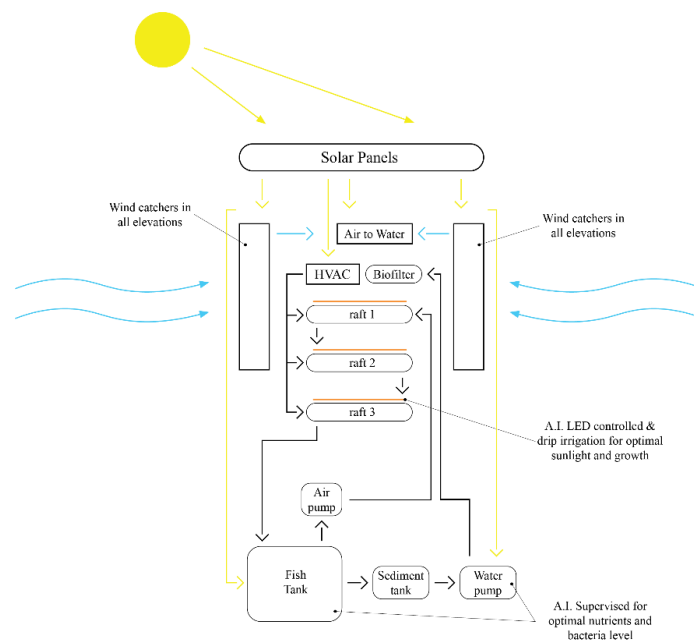 Solar Panels
Wind catchers in
all elevations
Wind catchers in
all elevations
Air to Water
HVAC
Biofilter
raft 1
raft 2
raft 3
A.I. LED controlled &
drip irrigation for optimal
sunlight and growth
Air
pump
Fish
Tank
Sediment
tank
Water
pump
A.I. Supervised for
optimal nutrients and
bacteria level